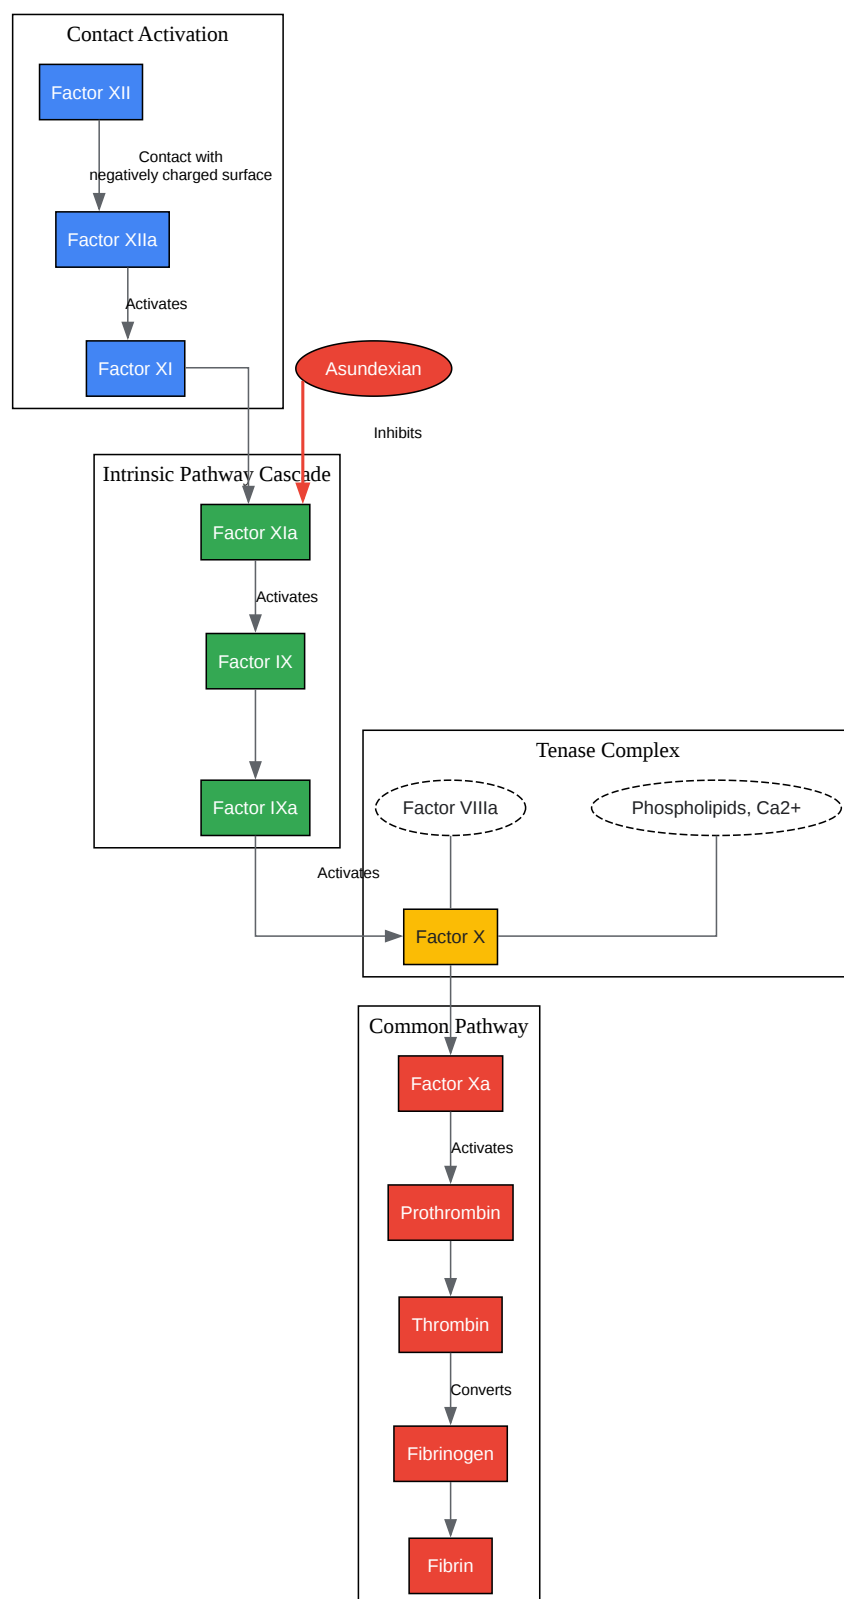 Contact Activation
Factor XII
Contact with
negatively charged surface
Factor XIIa
Activates
Factor XI
Asundexian
Inhibits
Intrinsic Pathway Cascade
Factor XIa
Activates
Factor IX
Factor IXa
Tenase Complex
Factor VIIIa
Phospholipids, Ca2+
Activates
Factor X
Common Pathway
Factor Xa
Activates
Prothrombin
Thrombin
Converts
Fibrinogen
Fibrin